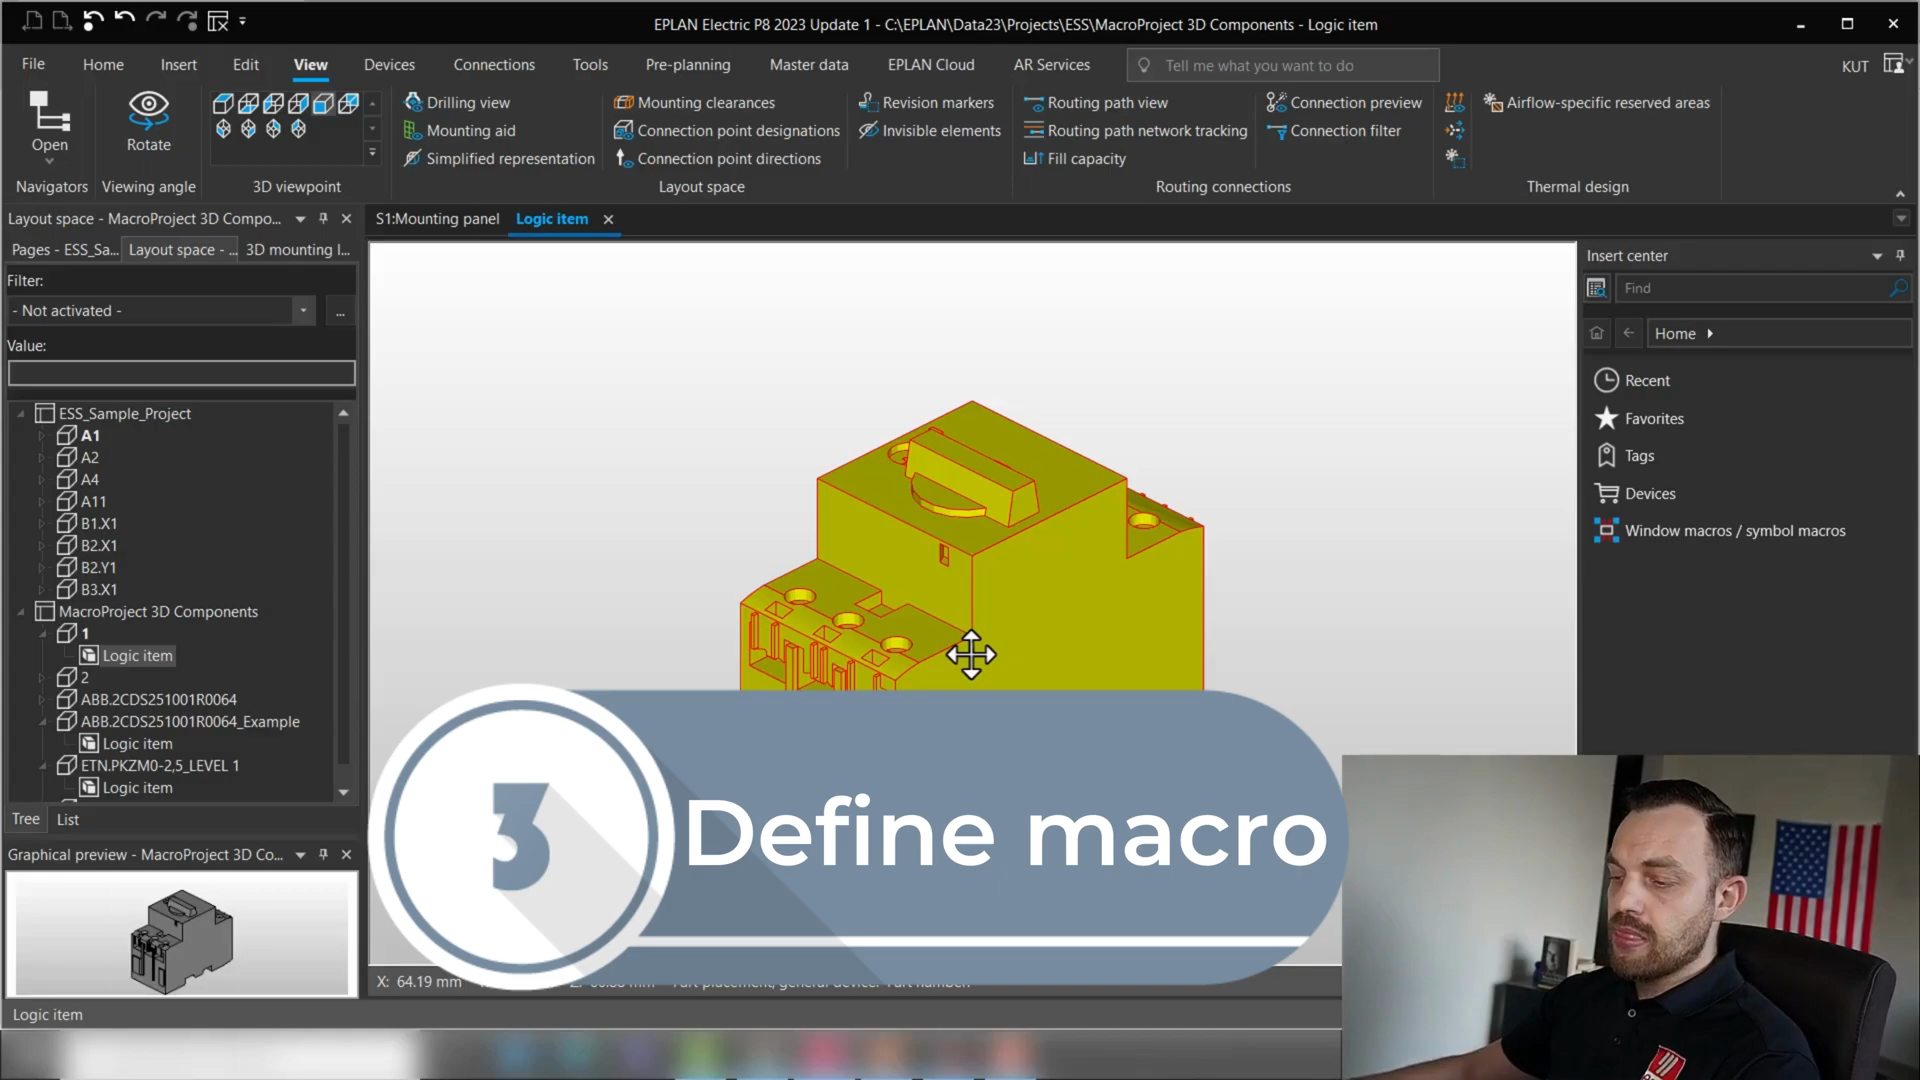 EPLAN Electric P8 2023 Update 1 - C:\EPLAN\Data23\Projects\ESS\MacroProject 3D Components - Logic item
File Home Insert Edit View Devices Connections Tools Pre-planning Master data EPLAN Cloud AR Services Tell me what you want to do KUT
Drilling view Mounting clearances Revision markers Routing path view Connection preview Airflow-specific reserved areas
Mounting aid Connection point designations Invisible elements Routing path network tracking Connection filter
Open Rotate
Simplified representation Connection point directions Fill capacity
Navigators Viewing angle 3D viewpoint Layout space Routing connections Thermal design
Layout space - MacroProject 3D Compo...
S1:Mounting panel Logic item
Pages - ESS_Sa... Layout space - ... 3D mounting l...
Insert center
Filter:
Find
- Not activated -
...
Home
Value:
Recent
Favorites
Tags
Devices
Window macros / symbol macros
ESS_Sample_Project
A1
A2
A4
A11
B1.X1
B2.X1
B2.Y1
B3.X1
MacroProject 3D Components
1
Logic item
2
ABB.2CDS251001R0064
ABB.2CDS251001R0064_Example
Logic item
ETN.PKZM0-2,5_LEVEL 1
Logic item
Tree List
3 Define macro
Graphical preview - MacroProject 3D Co...
X: 64.19 mm
Logic item